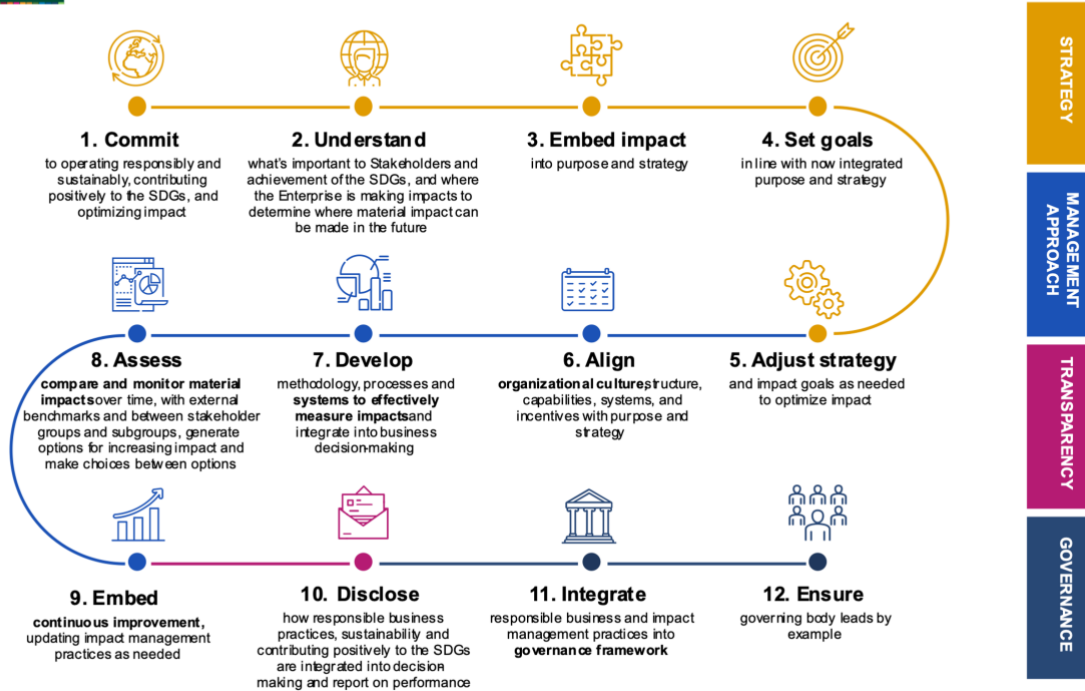 1. Commit
to operating responsibly and
sustainably, contributing
positively to the SDGs, and
optimizing impact
2. Understand
what's important to Stakeholders and
achievement of the SDGs, and where
the Enterprise is making impacts to
determine where material impact can
be made in the future
3. Embed impact
into purpose and strategy
4. Set goals
in line with now integrated
purpose and strategy
8. Assess
compare and monitor material
impacts over time, with external
benchmarks and between stakeholder
groups and subgroups, generate
options for increasing impact and
make choices between options
7. Develop
methodology, processes and
systems to effectively
measure impacts and
integrate into business
decision-making
6. Align
organizational culture, structure,
capabilities, systems, and
incentives with purpose and
strategy
5. Adjust strategy
and impact goals as needed
to optimize impact
9. Embed
continuous improvement,
updating impact management
practices as needed
10. Disclose
how responsible business
practices, sustainability and
contributing positively to the SDGs
are integrated into decision-
making and report on performance
11. Integrate
responsible business and impact
management practices into
governance framework
12. Ensure
governing body leads by
example
STRATEGY
MANAGEMENT
APPROACH
TRANSPARENCY
GOVERNANCE